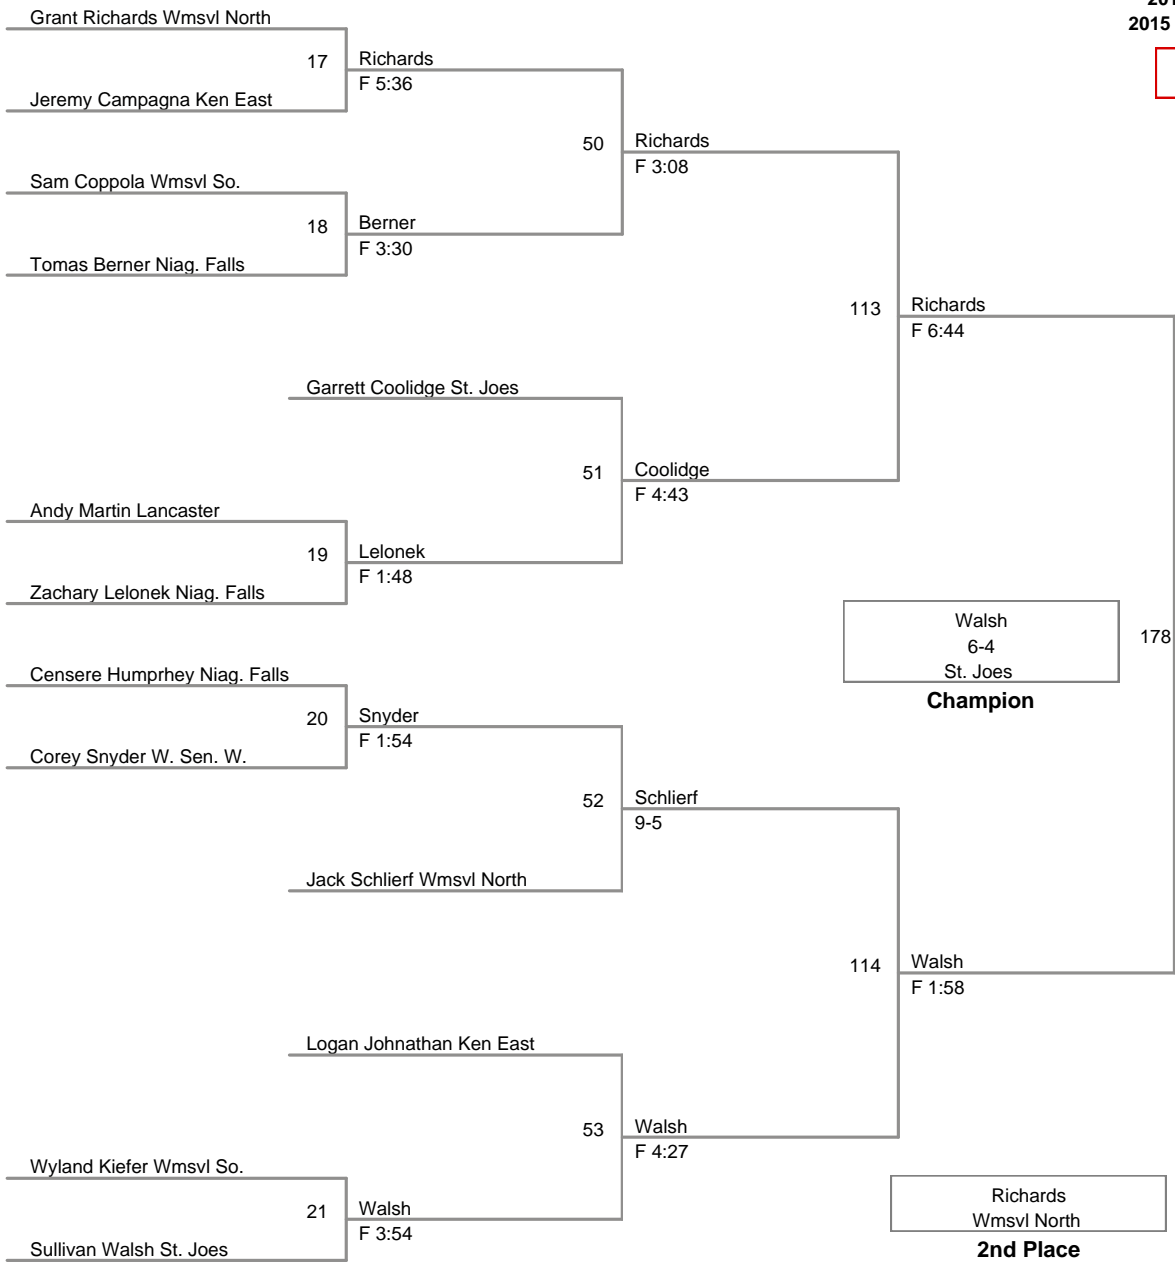 Grant Richards Wmsvl North
201
2015
17
Richards
F 5:36
Jeremy Campagna Ken East
50
Richards
F 3:08
Sam Coppola Wmsvl So.
18
Berner
F 3:30
Tomas Berner Niag. Falls
113
Richards
F 6:44
Garrett Coolidge St. Joes
51
Coolidge
F 4:43
Andy Martin Lancaster
19
Lelonek
F 1:48
Zachary Lelonek Niag. Falls
Walsh
6-4
St. Joes
178
Champion
Censere Humprhey Niag. Falls
20
Snyder
F 1:54
Corey Snyder W. Sen. W.
52
Schlierf
9-5
Jack Schlierf Wmsvl North
114
Walsh
F 1:58
Logan Johnathan Ken East
53
Walsh
F 4:27
Wyland Kiefer Wmsvl So.
21
Walsh
F 3:54
Sullivan Walsh St. Joes
Richards
Wmsvl North
2nd Place